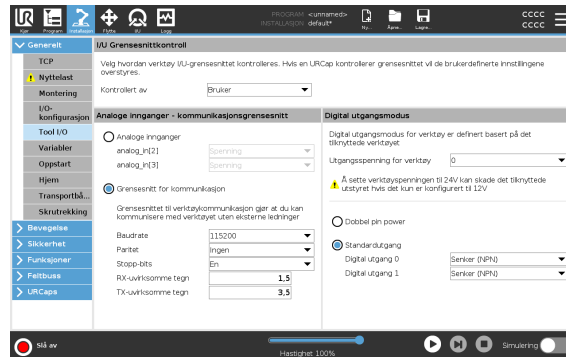 PROGRAM <unnamed>
INSTALLASJON default*
CCCC
CCCC
Kjør
Program
Installasjon
Flytte
I/U
Logg
Ny...
Åpne...
Lagre...
Generelt
TCP
Nyttelast
Montering
I/O-
konfigurasjon
Tool I/O
Variabler
Oppstart
Hjem
Transportbå...
Skrutrekking
Bevegelse
Sikkerhet
Funksjoner
Feltbuss
URCaps
I/U Grensesnittkontroll
Velg hvordan verktøy I/U-grensesnittet kontrolleres. Hvis en URCap kontrollerer grensesnittet vil de brukerdefinerte innstillingene
overstyres.
Kontrollert av
Bruker
Analoge innganger - kommunikasjonsgrensesnitt
Analoge innganger
analog_in[2] Spenning
analog_in[3] Spenning
Grensesnitt for kommunikasjon
Grensesnittet til verktøykommunikasjon gjør at du kan
kommunisere med verktøyet uten eksterne ledninger
Baudrate 115200
Paritet Ingen
Stopp-bits En
RX-uvirksomme tegn 1,5
TX-uvirksomme tegn 3,5
Digital utgangsmodus
Digital utgangsmodus for verktøy er definert basert på det
tilknyttede verktøyet
Utgangsspenning for verktøy 0
Å sette verktøyspenningen til 24V kan skade det tilknyttede
utstyret hvis det kun er konfigurert til 12V
Dobbel pin power
Standardutgang
Digital utgang 0 Senker (NPN)
Digital utgang 1 Senker (NPN)
Slå av
Hastighet 100%
Simulering